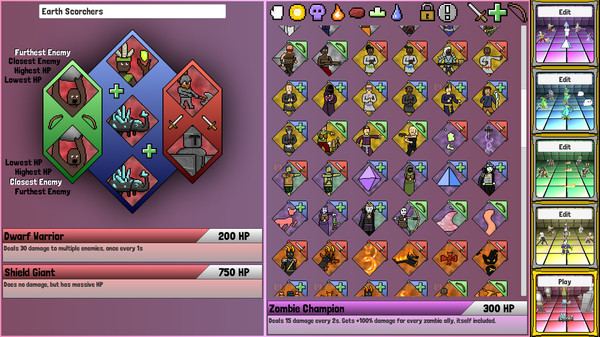 Earth Scorchers
Furthest Enemy
Closest Enemy
Highest HP
Lowest HP
Lowest HP
Highest HP
Closest Enemy
Furthest Enemy
Dwarf Warrior 200 HP
Deals 30 damage to multiple enemies, once every 1s
Shield Giant 750 HP
Does no damage, but has massive HP
Zombie Champion 300 HP
Deals 15 damage every 2s. Gets +100% damage for every zombie ally, itself included.
Edit
Edit
Edit
Edit
Play